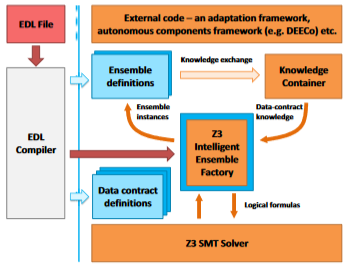 EDL File
External code – an adaptation framework,
autonomous components framework (e.g. DEECo) etc.
Ensemble
definitions
Knowledge exchange
Knowledge
Container
Ensemble
instances
Data-contract
knowledge
EDL
Compiler
Z3
Intelligent
Ensemble
Factory
Data contract
definitions
Logical formulas
Z3 SMT Solver